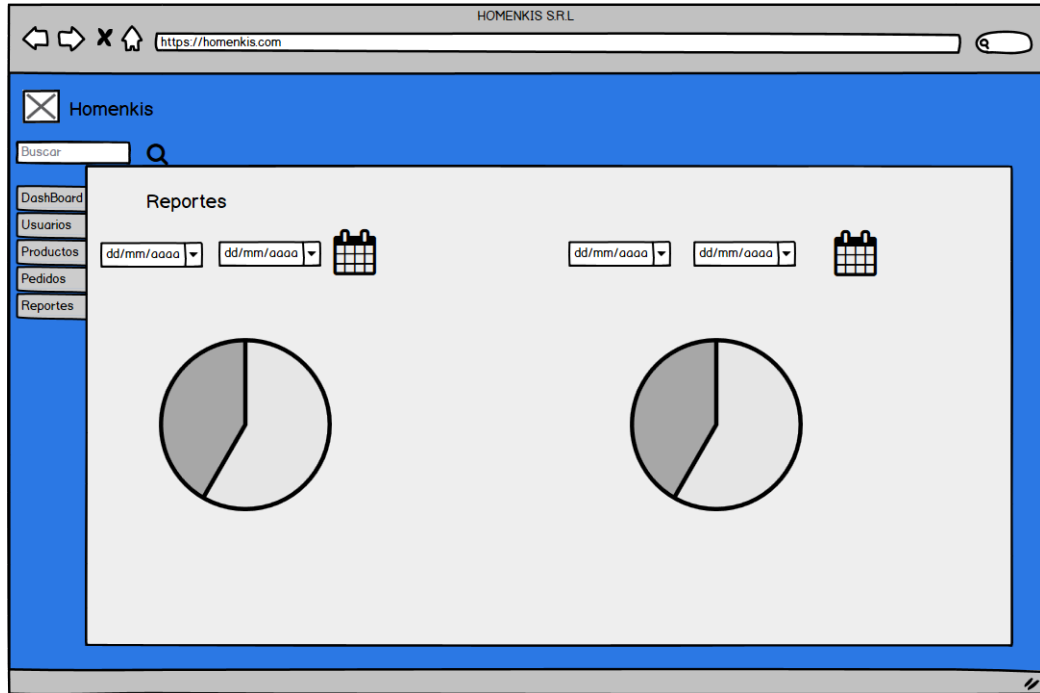 HOMENKIS S.R.L
https://homenkis.com
Homenkis
Buscar
DashBoard
Usuarios
Productos
Pedidos
Reportes
Reportes
dd/mm/aaaa dd/mm/aaaa dd/mm/aaaa dd/mm/aaaa